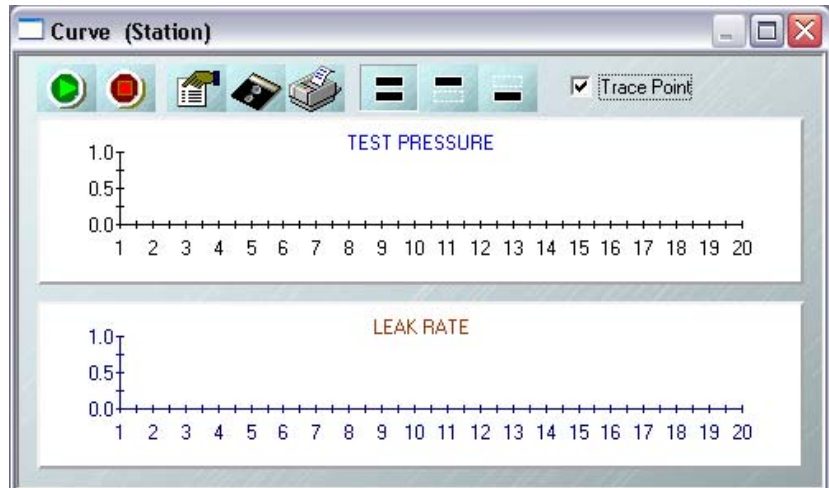 Curve (Station)
Trace Point
TEST PRESSURE
1.0
0.5
0.0
1 2 3 4 5 6 7 8 9 10 11 12 13 14 15 16 17 18 19 20
LEAK RATE
1.0
0.5
0.0
1 2 3 4 5 6 7 8 9 10 11 12 13 14 15 16 17 18 19 20